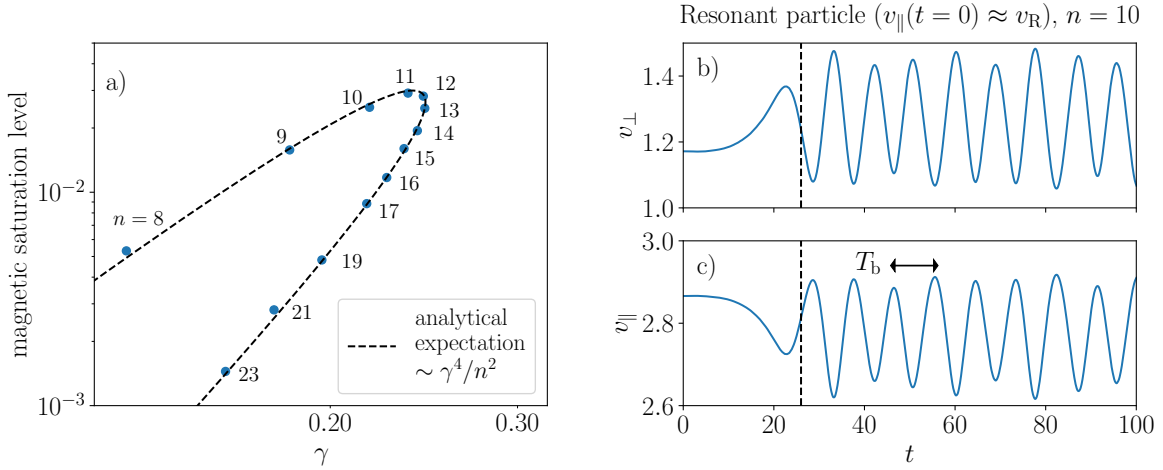 a)
magnetic saturation level
10⁻²
10⁻³
0.20
0.30
γ
n = 8
9
10
11
12
13
14
15
16
17
19
21
23
analytical
expectation
~ γ⁴/n²
Resonant particle (v∥(t = 0) ≈ v_R), n = 10
b)
v⊥
1.4
1.2
1.0
c)
T_b
v∥
3.0
2.8
2.6
0
20
40
60
80
100
t